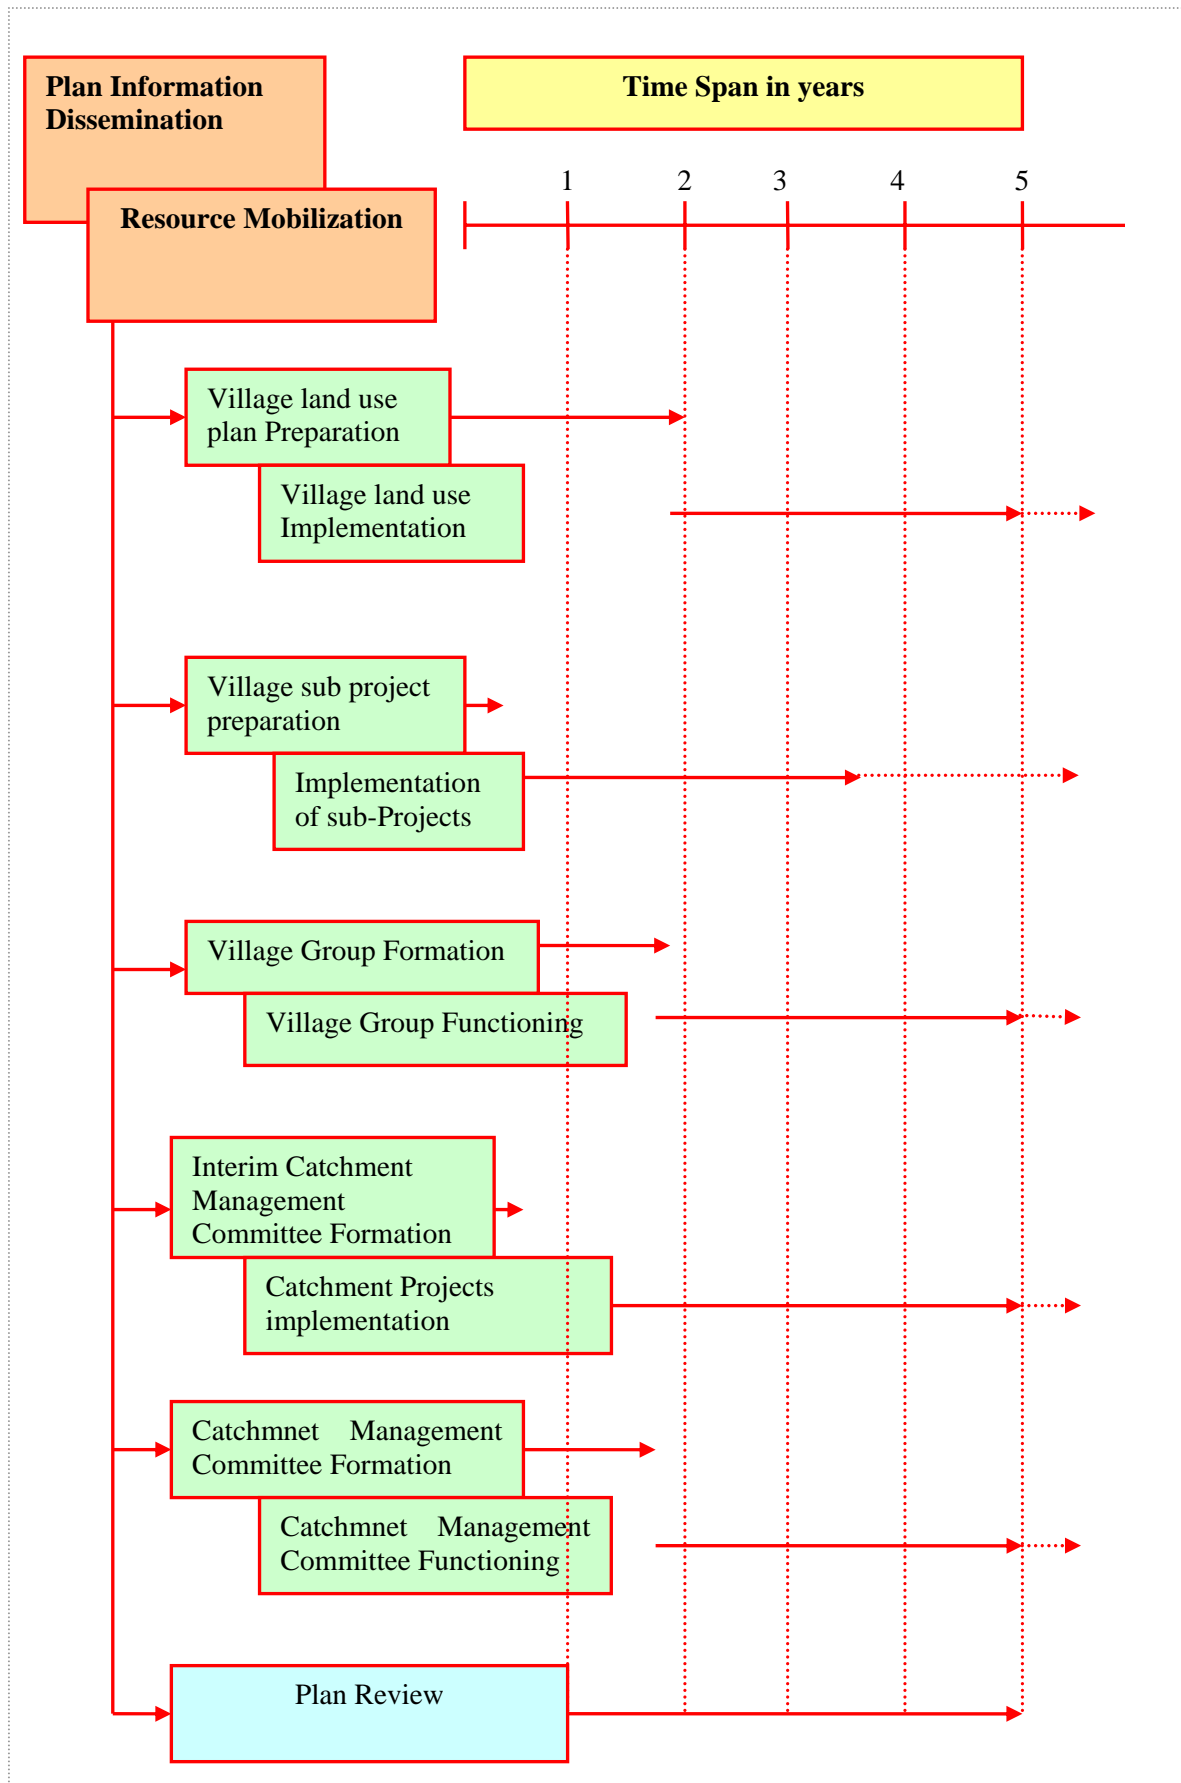 Plan Information
Dissemination
Time Span in years
1 2 3 4 5
Resource Mobilization
Village land use
plan Preparation
Village land use
Implementation
Village sub project
preparation
Implementation
of sub-Projects
Village Group Formation
Village Group Functioning
Interim Catchment
Management
Committee Formation
Catchment Projects
implementation
Catchmnet Management
Committee Formation
Catchmnet Management
Committee Functioning
Plan Review